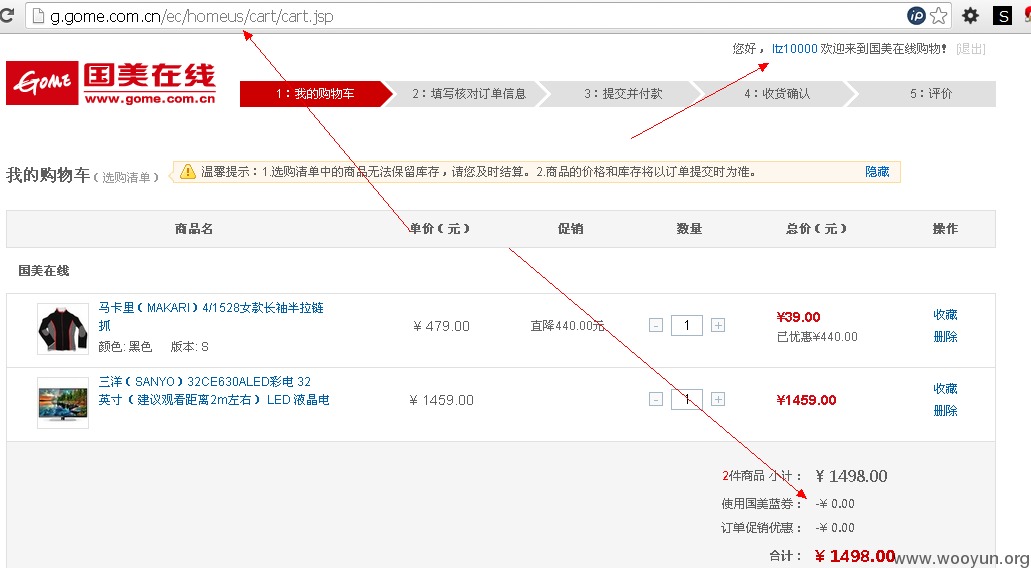 g.gome.com.cn/ec/homeus/cart/cart.jsp
iP
S
您好，ltz10000 欢迎来到国美在线购物！ [退出]
GOME 国美在线
www.gome.com.cn
1：我的购物车 2：填写核对订单信息 3：提交并付款 4：收货确认 5：评价
我的购物车（选购清单） 温馨提示：1.选购清单中的商品无法保留库存，请您及时结算。2.商品的价格和库存将以订单提交时为准。 隐藏
商品名 单价（元） 促销 数量 总价（元） 操作
国美在线
马卡里（MAKARI）4/1528女款长袖半拉链
抓
颜色: 黑色 版本: S
¥ 479.00 直降440.00元 - 1 + ¥39.00 收藏
已优惠¥440.00 删除
三洋（SANYO）32CE630ALED彩电 32
英寸（建议观看距离2m左右） LED 液晶电
¥ 1459.00 - 1 + ¥1459.00 收藏
删除
2件商品 小计： ¥ 1498.00
使用国美蓝券： -¥ 0.00
订单促销优惠： -¥ 0.00
合计： ¥ 1498.00
www.wooyun.org